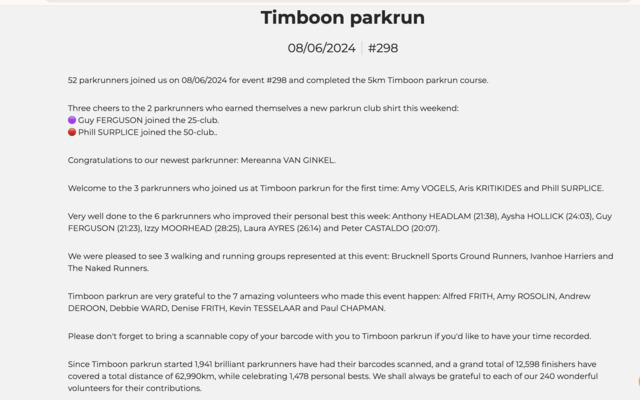 Timboon parkrun
08/06/2024 | #298
52 parkrunners joined us on 08/06/2024 for event #298 and completed the 5km Timboon parkrun course.
Three cheers to the 2 parkrunners who earned themselves a new parkrun club shirt this weekend:
Guy FERGUSON joined the 25-club.
Phill SURPLICE joined the 50-club..
Congratulations to our newest parkrunner: Mereanna VAN GINKEL.
Welcome to the 3 parkrunners who joined us at Timboon parkrun for the first time: Amy VOGELS, Aris KRITIKIDES and Phill SURPLICE.
Very well done to the 6 parkrunners who improved their personal best this week: Anthony HEADLAM (21:38), Aysha HOLLICK (24:03), Guy
FERGUSON (21:23), Izzy MOORHEAD (28:25), Laura AYRES (26:14) and Peter CASTALDO (20:07).
We were pleased to see 3 walking and running groups represented at this event: Brucknell Sports Ground Runners, Ivanhoe Harriers and
The Naked Runners.
Timboon parkrun are very grateful to the 7 amazing volunteers who made this event happen: Alfred FRITH, Amy ROSOLIN, Andrew
DEROON, Debbie WARD, Denise FRITH, Kevin TESSELAAR and Paul CHAPMAN.
Please don't forget to bring a scannable copy of your barcode with you to Timboon parkrun if you'd like to have your time recorded.
Since Timboon parkrun started 1,941 brilliant parkrunners have had their barcodes scanned, and a grand total of 12,598 finishers have
covered a total distance of 62,990km, while celebrating 1,478 personal bests. We shall always be grateful to each of our 240 wonderful
volunteers for their contributions.